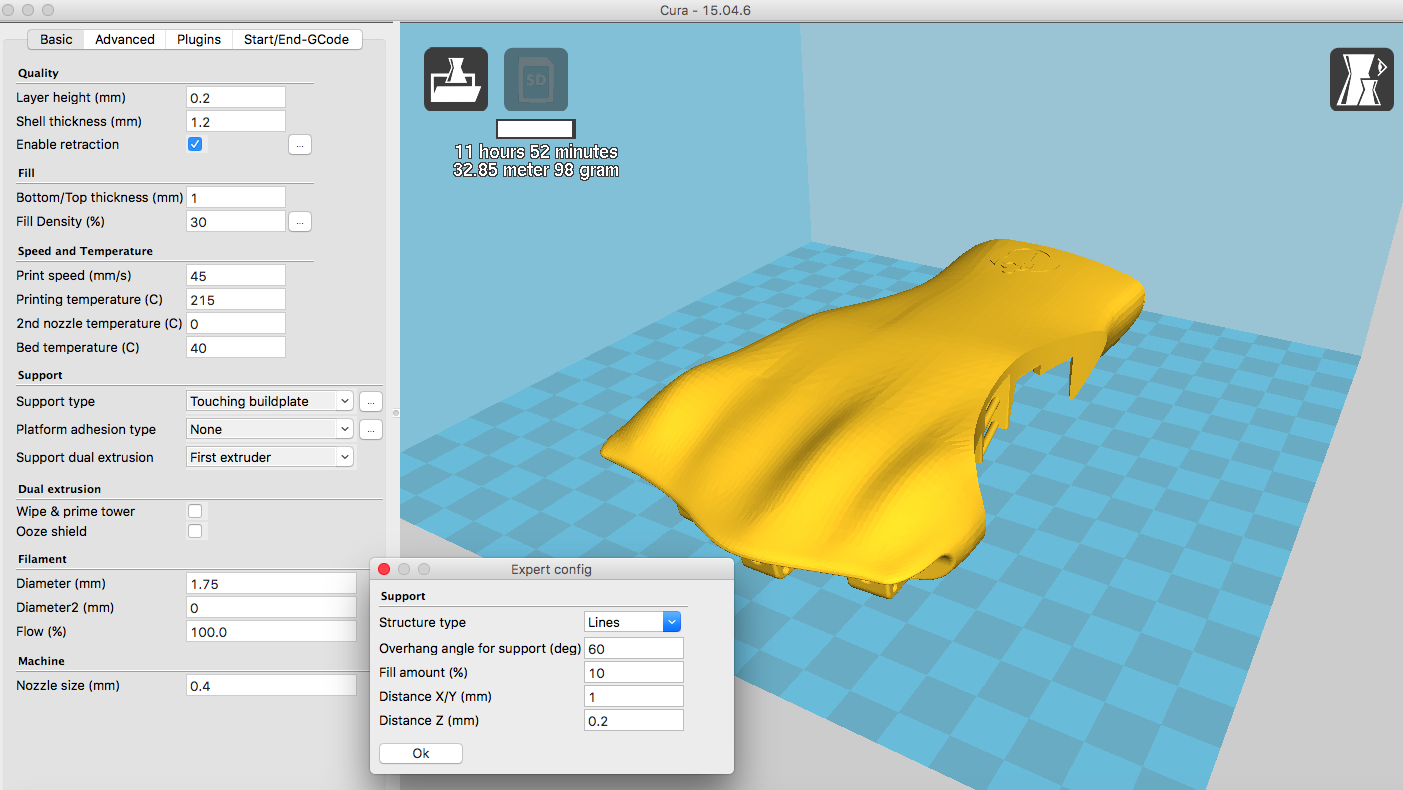 Cura - 15.04.6
Basic Advanced Plugins Start/End-GCode
Quality
Layer height (mm) 0.2
Shell thickness (mm) 1.2
Enable retraction ...
Fill
Bottom/Top thickness (mm) 1
Fill Density (%) 30 ...
Speed and Temperature
Print speed (mm/s) 45
Printing temperature (C) 215
2nd nozzle temperature (C) 0
Bed temperature (C) 40
Support
Support type Touching buildplate ...
Platform adhesion type None ...
Support dual extrusion First extruder
Dual extrusion
Wipe & prime tower
Ooze shield
Filament
Diameter (mm) 1.75
Diameter2 (mm) 0
Flow (%) 100.0
Machine
Nozzle size (mm) 0.4
SD
11 hours 52 minutes
32.85 meter 98 gram
Expert config
Support
Structure type Lines
Overhang angle for support (deg) 60
Fill amount (%) 10
Distance X/Y (mm) 1
Distance Z (mm) 0.2
Ok